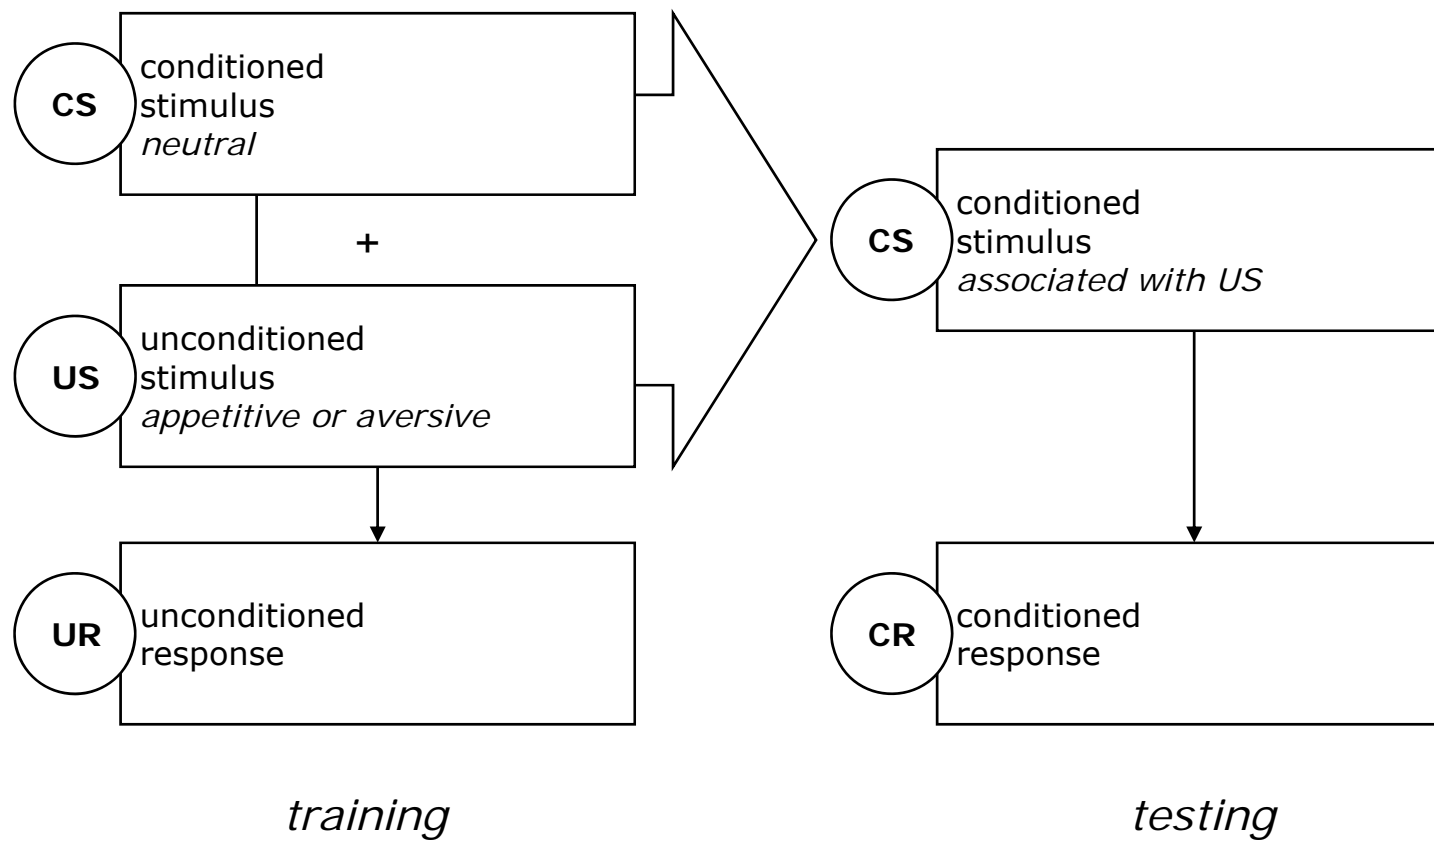 CS
conditioned
stimulus
neutral
+
US
unconditioned
stimulus
appetitive or aversive
UR
unconditioned
response
training
CS
conditioned
stimulus
associated with US
CR
conditioned
response
testing